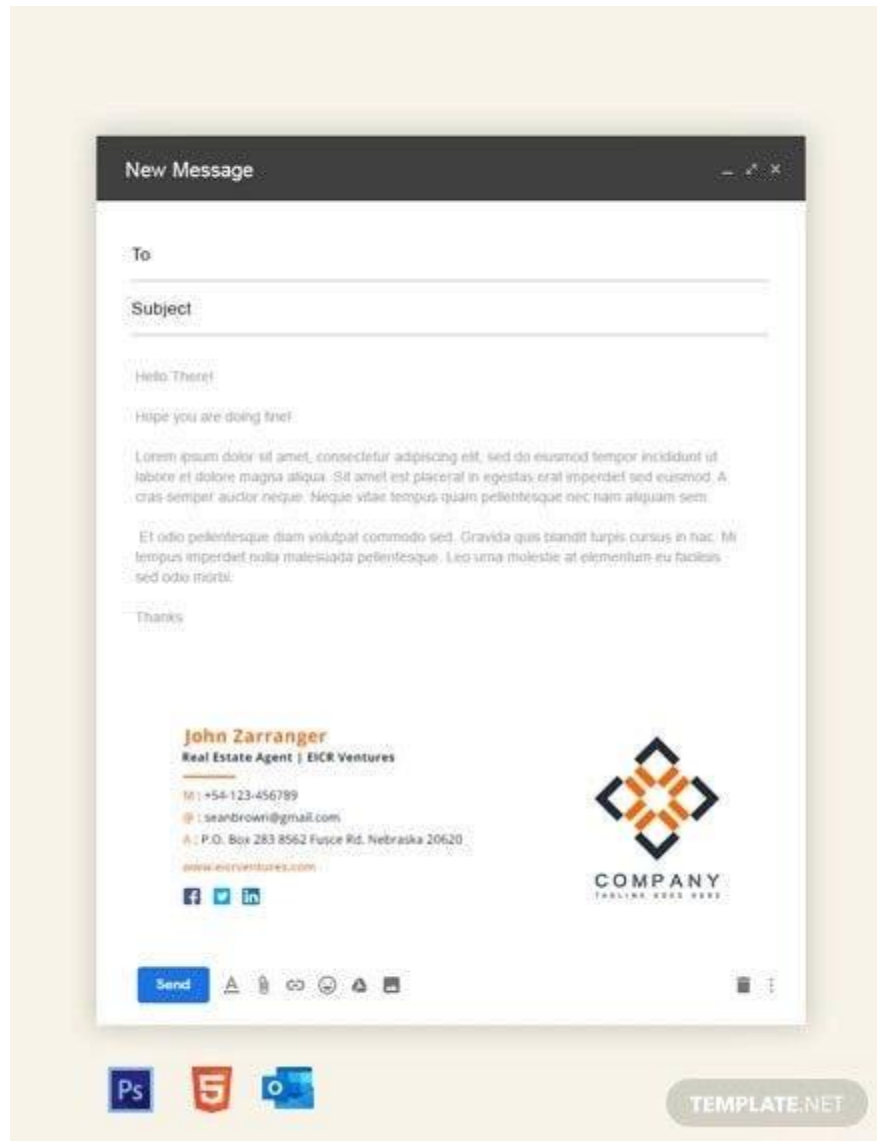 New Message
To
Subject
Hello There!
Hope you are doing fine!
Lorem ipsum dolor sit amet, consectetur adipiscing elit, sed do eiusmod tempor incididunt ut
labore et dolore magna aliqua. Sit amet est placerat in egestas erat imperdiet sed euismod. A
cras semper auctor neque. Neque vitae tempus quam pellentesque nec nam aliquam sem.
Et odio pellentesque diam volutpat commodo sed. Gravida quis blandit turpis cursus in hac. Mi
tempus imperdiet nulla malesuada pellentesque. Leo urna molestie at elementum eu facilisis
sed odio morbi.
Thanks
John Zarranger
Real Estate Agent | EICR Ventures
M : +54-123-456789
@ : seanbrown@gmail.com
A : P.O. Box 283 8562 Fusce Rd. Nebraska 20620
www.eicrventures.com
COMPANY
TAGLINE GOES HERE
Send
Ps
TEMPLATE.NET